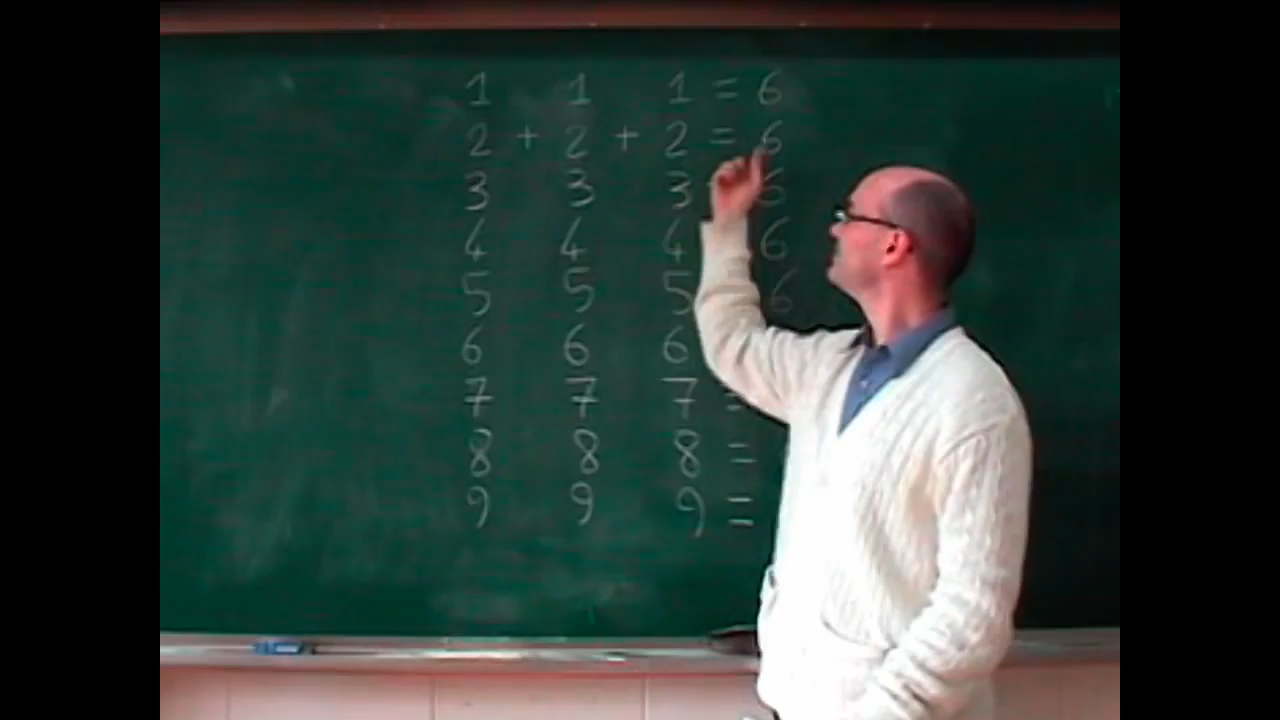 1 1 1 = 6
2 + 2 + 2 = 6
3 3 3 6
4 4 4 6
5 5 5 6
6 6 6
7 7 7 =
8 8 8 =
9 9 9 =